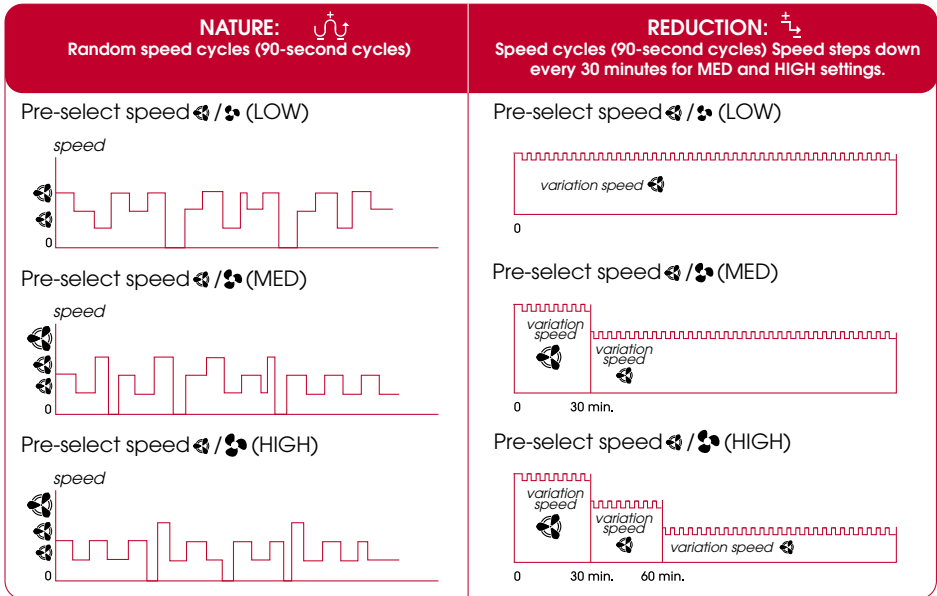 NATURE:
Random speed cycles (90-second cycles)
Pre-select speed / (LOW)
speed
0
Pre-select speed / (MED)
speed
0
Pre-select speed / (HIGH)
speed
0
REDUCTION:
Speed cycles (90-second cycles) Speed steps down
every 30 minutes for MED and HIGH settings.
Pre-select speed / (LOW)
variation speed
0
Pre-select speed / (MED)
variation
speed
variation
speed
0 30 min.
Pre-select speed / (HIGH)
variation
speed
variation
speed
variation speed
0 30 min. 60 min.